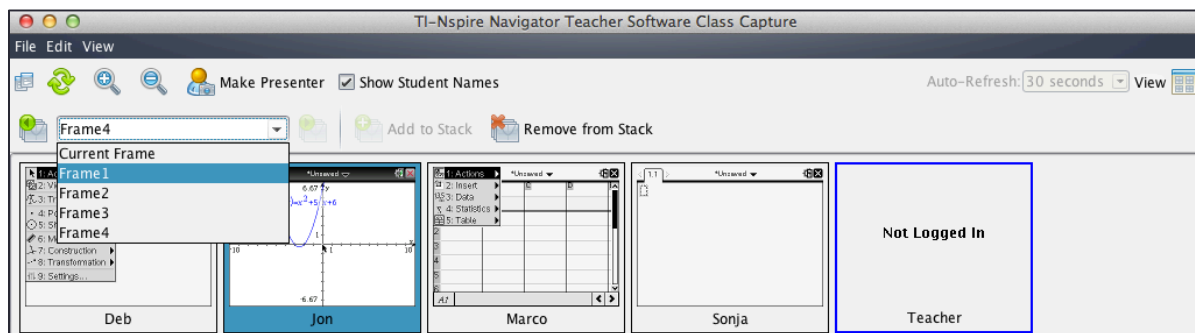 TI-Nspire Navigator Teacher Software Class Capture
File Edit View
Make Presenter Show Student Names Auto-Refresh: 30 seconds View
Frame4 Add to Stack Remove from Stack
Current Frame
Frame1
Frame2
Frame3
Frame4
7: Construction
8: Transformation
9: Settings...
*Unsaved
6.67 y
1
-10 1 10
-6.67
1: Actions *Unsaved
2: Insert C D
3: Data
4: Statistics
5: Table
2
3
4
5
A1
1.1 *Unsaved
Not Logged In
Deb Jon Marco Sonja Teacher